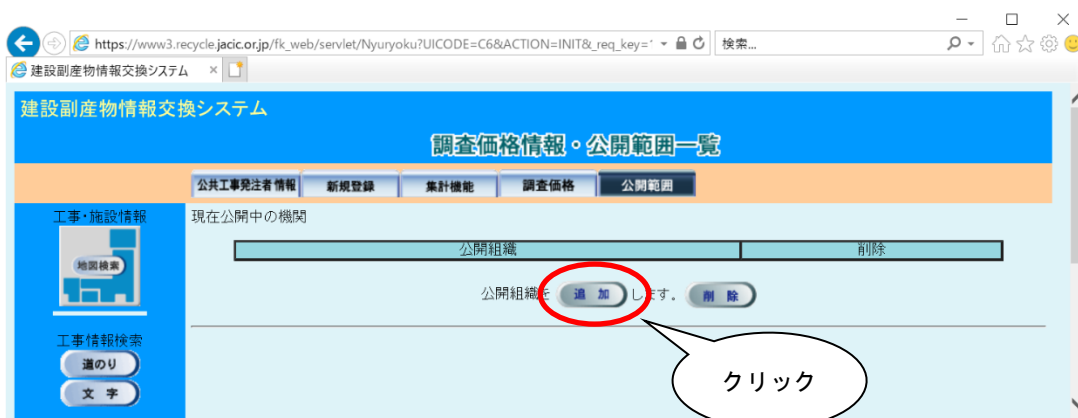 https://www3.recycle.jacic.or.jp/fk_web/servlet/Nyuryoku?UICODE=C6&ACTION=INIT&_req_key=' 検索...
建設副産物情報交換システム ×
建設副産物情報交換システム
調査価格情報・公開範囲一覧
公共工事発注者情報 新規登録 集計機能 調査価格 公開範囲
工事・施設情報
地図検索
工事情報検索
道のり
文字
現在公開中の機関
公開組織 削除
公開組織を 追加 します。 削除
クリック